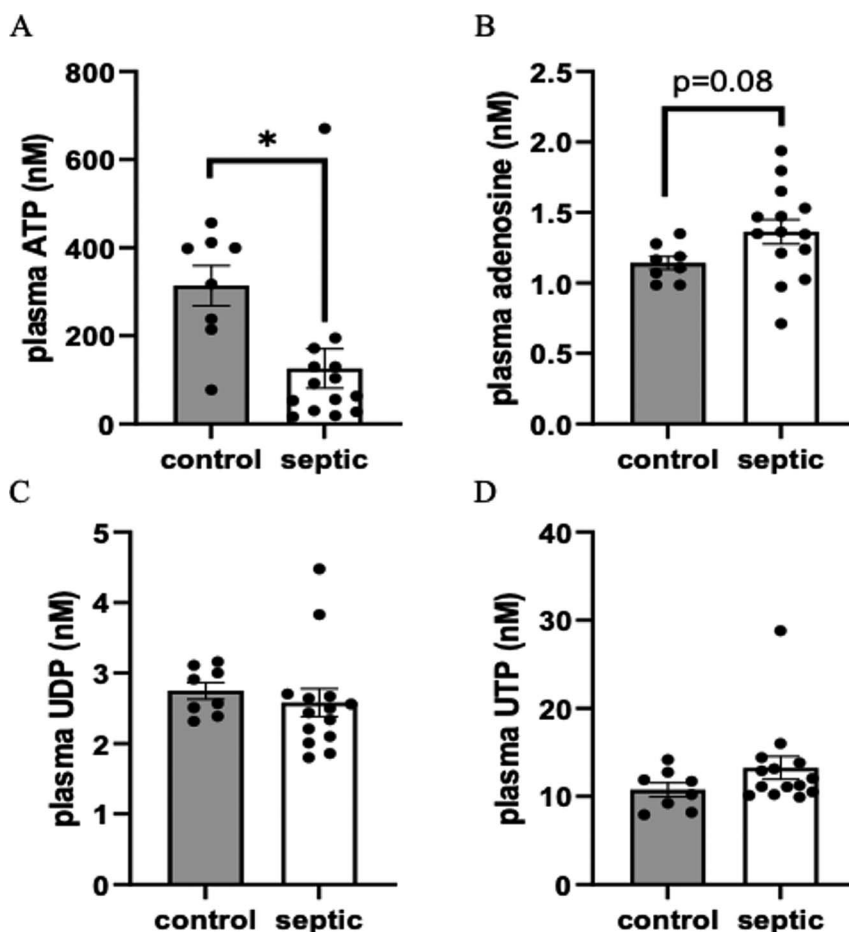 A
plasma ATP (nM)
800
600
400
200
0
*
control septic
B
plasma adenosine (nM)
2.5
2.0
1.5
1.0
0.5
0.0
p=0.08
control septic
C
plasma UDP (nM)
5
4
3
2
1
0
control septic
D
plasma UTP (nM)
40
30
20
10
0
control septic